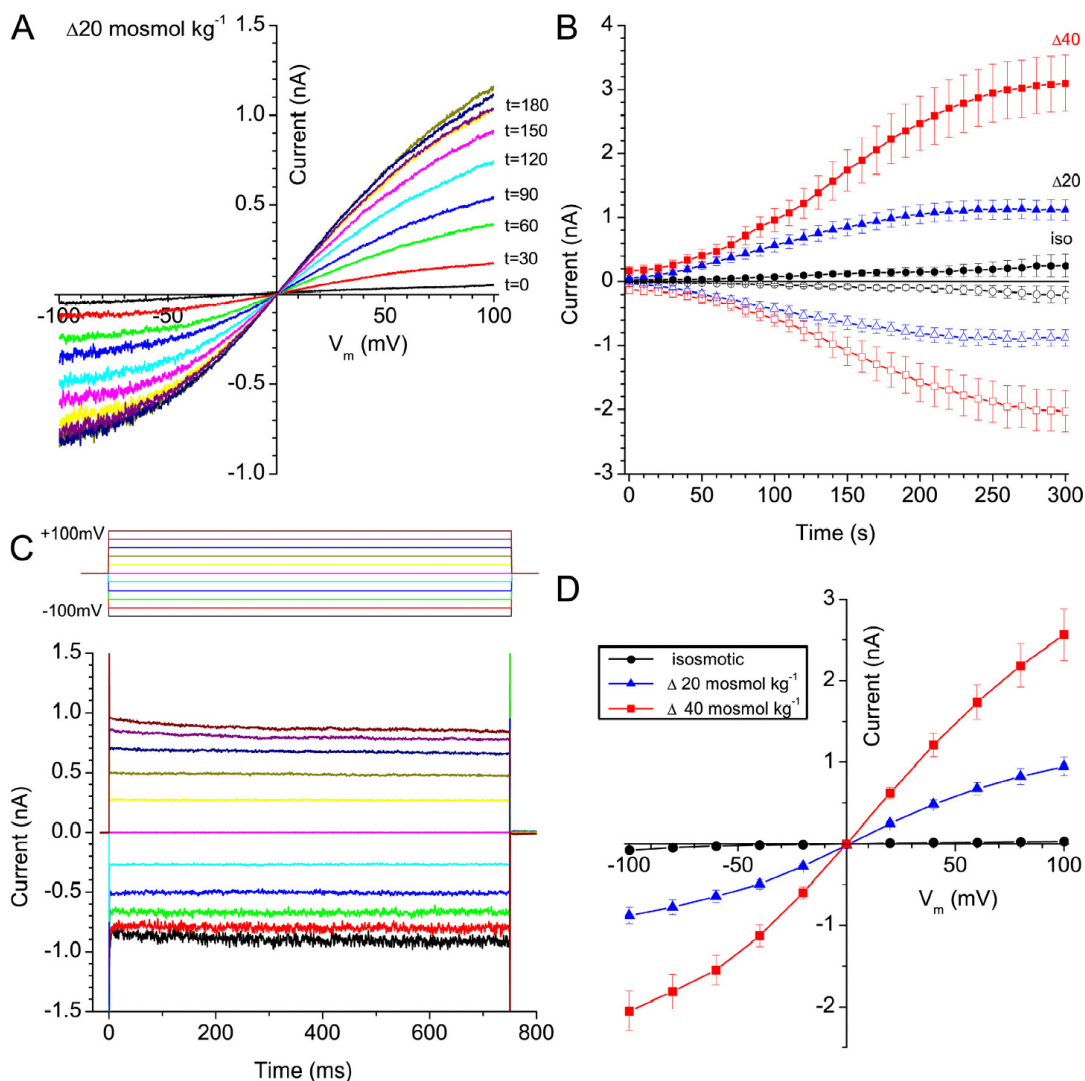 A
Δ20 mosmol kg⁻¹
1.5
1.0
0.5
-0.5
-1.0
Current (nA)
t=180
t=150
t=120
t=90
t=60
t=30
t=0
-100
-50
50
100
Vₘ (mV)
B
4
3
2
1
0
-1
-2
-3
Current (nA)
Δ40
Δ20
iso
0
50
100
150
200
250
300
Time (s)
C
+100mV
-100mV
1.5
1.0
0.5
0.0
-0.5
-1.0
-1.5
Current (nA)
0
200
400
600
800
Time (ms)
D
isosmotic
Δ 20 mosmol kg⁻¹
Δ 40 mosmol kg⁻¹
3
2
1
-1
-2
Current (nA)
-100
-50
50
100
Vₘ (mV)